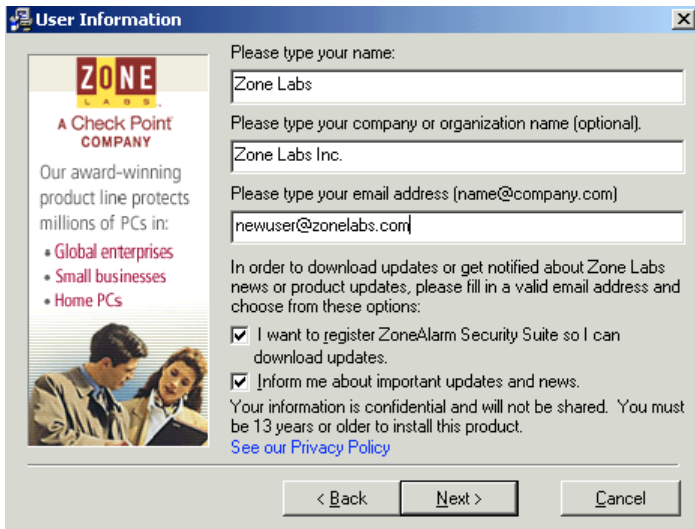 User Information
ZONE
LABS
A Check Point
COMPANY
Our award-winning
product line protects
millions of PCs in:
• Global enterprises
• Small businesses
• Home PCs
Please type your name:
Zone Labs
Please type your company or organization name (optional).
Zone Labs Inc.
Please type your email address (name@company.com)
newuser@zonelabs.com
In order to download updates or get notified about Zone Labs
news or product updates, please fill in a valid email address and
choose from these options:
I want to register ZoneAlarm Security Suite so I can
download updates.
Inform me about important updates and news.
Your information is confidential and will not be shared. You must
be 13 years or older to install this product.
See our Privacy Policy
< Back
Next >
Cancel